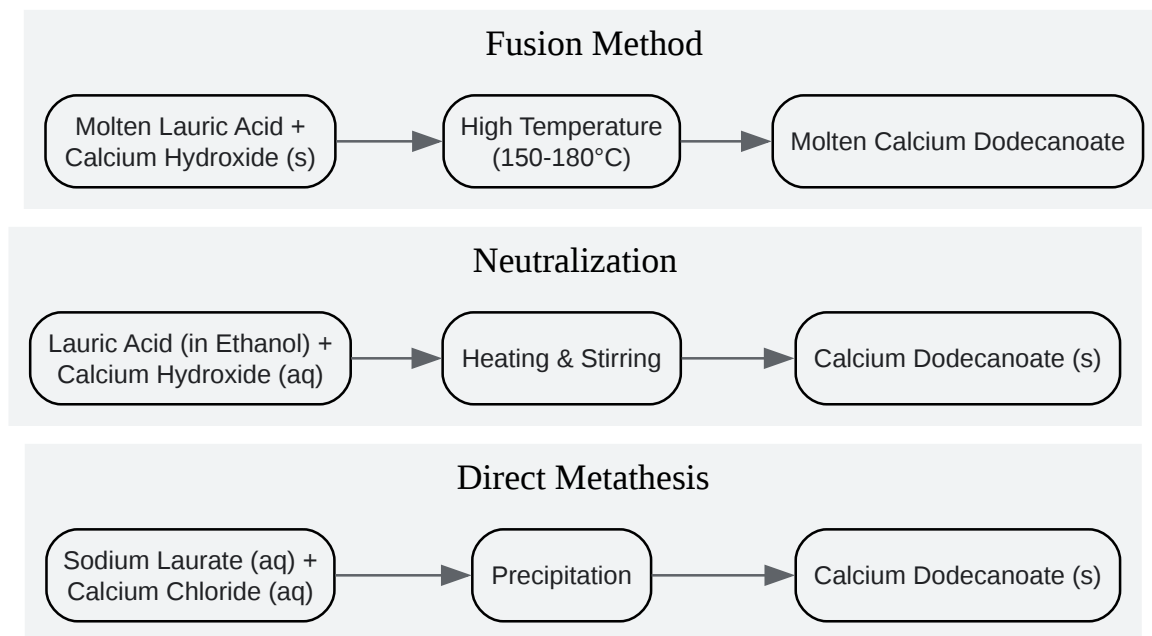 Fusion Method
Molten Lauric Acid +
Calcium Hydroxide (s)
High Temperature
(150-180°C)
Molten Calcium Dodecanoate
Neutralization
Lauric Acid (in Ethanol) +
Calcium Hydroxide (aq)
Heating & Stirring
Calcium Dodecanoate (s)
Direct Metathesis
Sodium Laurate (aq) +
Calcium Chloride (aq)
Precipitation
Calcium Dodecanoate (s)